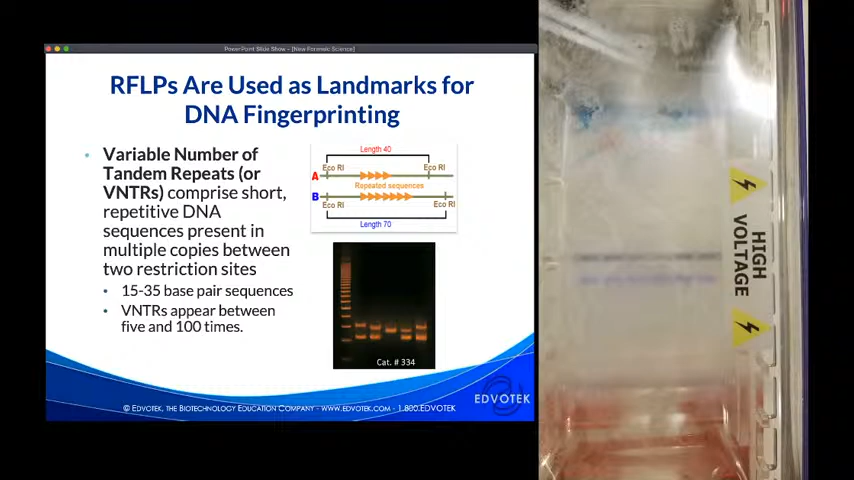 PowerPoint Slide Show - [New Forensic Science]
RFLPs Are Used as Landmarks for
DNA Fingerprinting
• Variable Number of
Tandem Repeats (or
VNTRs) comprise short,
repetitive DNA
sequences present in
multiple copies between
two restriction sites
• 15-35 base pair sequences
• VNTRs appear between
five and 100 times.
Length 40
Eco RI Eco RI
A
Repeated sequences
B
Eco RI Eco RI
Length 70
Cat. # 334
© EDVOTEK, THE BIOTECHNOLOGY EDUCATION COMPANY - WWW.EDVOTEK.COM - 1.800.EDVOTEK
EDVOTEK
HIGH
VOLTAGE